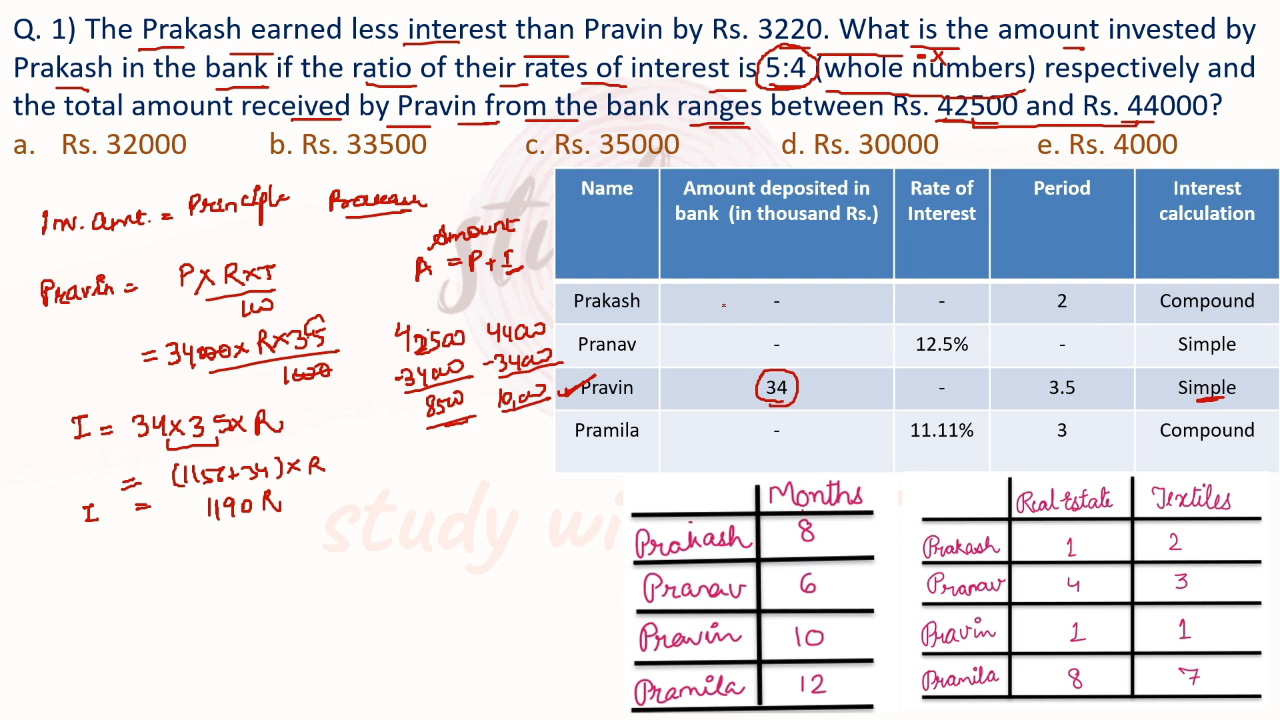 Q. 1) The Prakash earned less interest than Pravin by Rs. 3220. What is the amount invested by
Prakash in the bank if the ratio of their rates of interest is 5:4 (whole numbers) respectively and
the total amount received by Pravin from the bank ranges between Rs. 42500 and Rs. 44000?
a. Rs. 32000 b. Rs. 33500 c. Rs. 35000 d. Rs. 30000 e. Rs. 4000
Inv. amt. = Principle Prakash
Amount
A = P + I
Pravin = P X R x T
100
= 34000 x R x 35
1000
I = 34 x 35 x R
= (1156+34) x R
I = 1190 R
42500 44000
-34000 -34000
8500 10,000
Name Amount deposited in bank (in thousand Rs.) Rate of Interest Period Interest calculation
Prakash - - 2 Compound
Pranav - 12.5% - Simple
Pravin 34 - 3.5 Simple
Pramila - 11.11% 3 Compound
study wi
Months
Prakash 8
Pranav 6
Pravin 10
Pramila 12
Real Estate Textiles
Prakash 1 2
Pranav 4 3
Pravin 1 1
Pramila 8 7